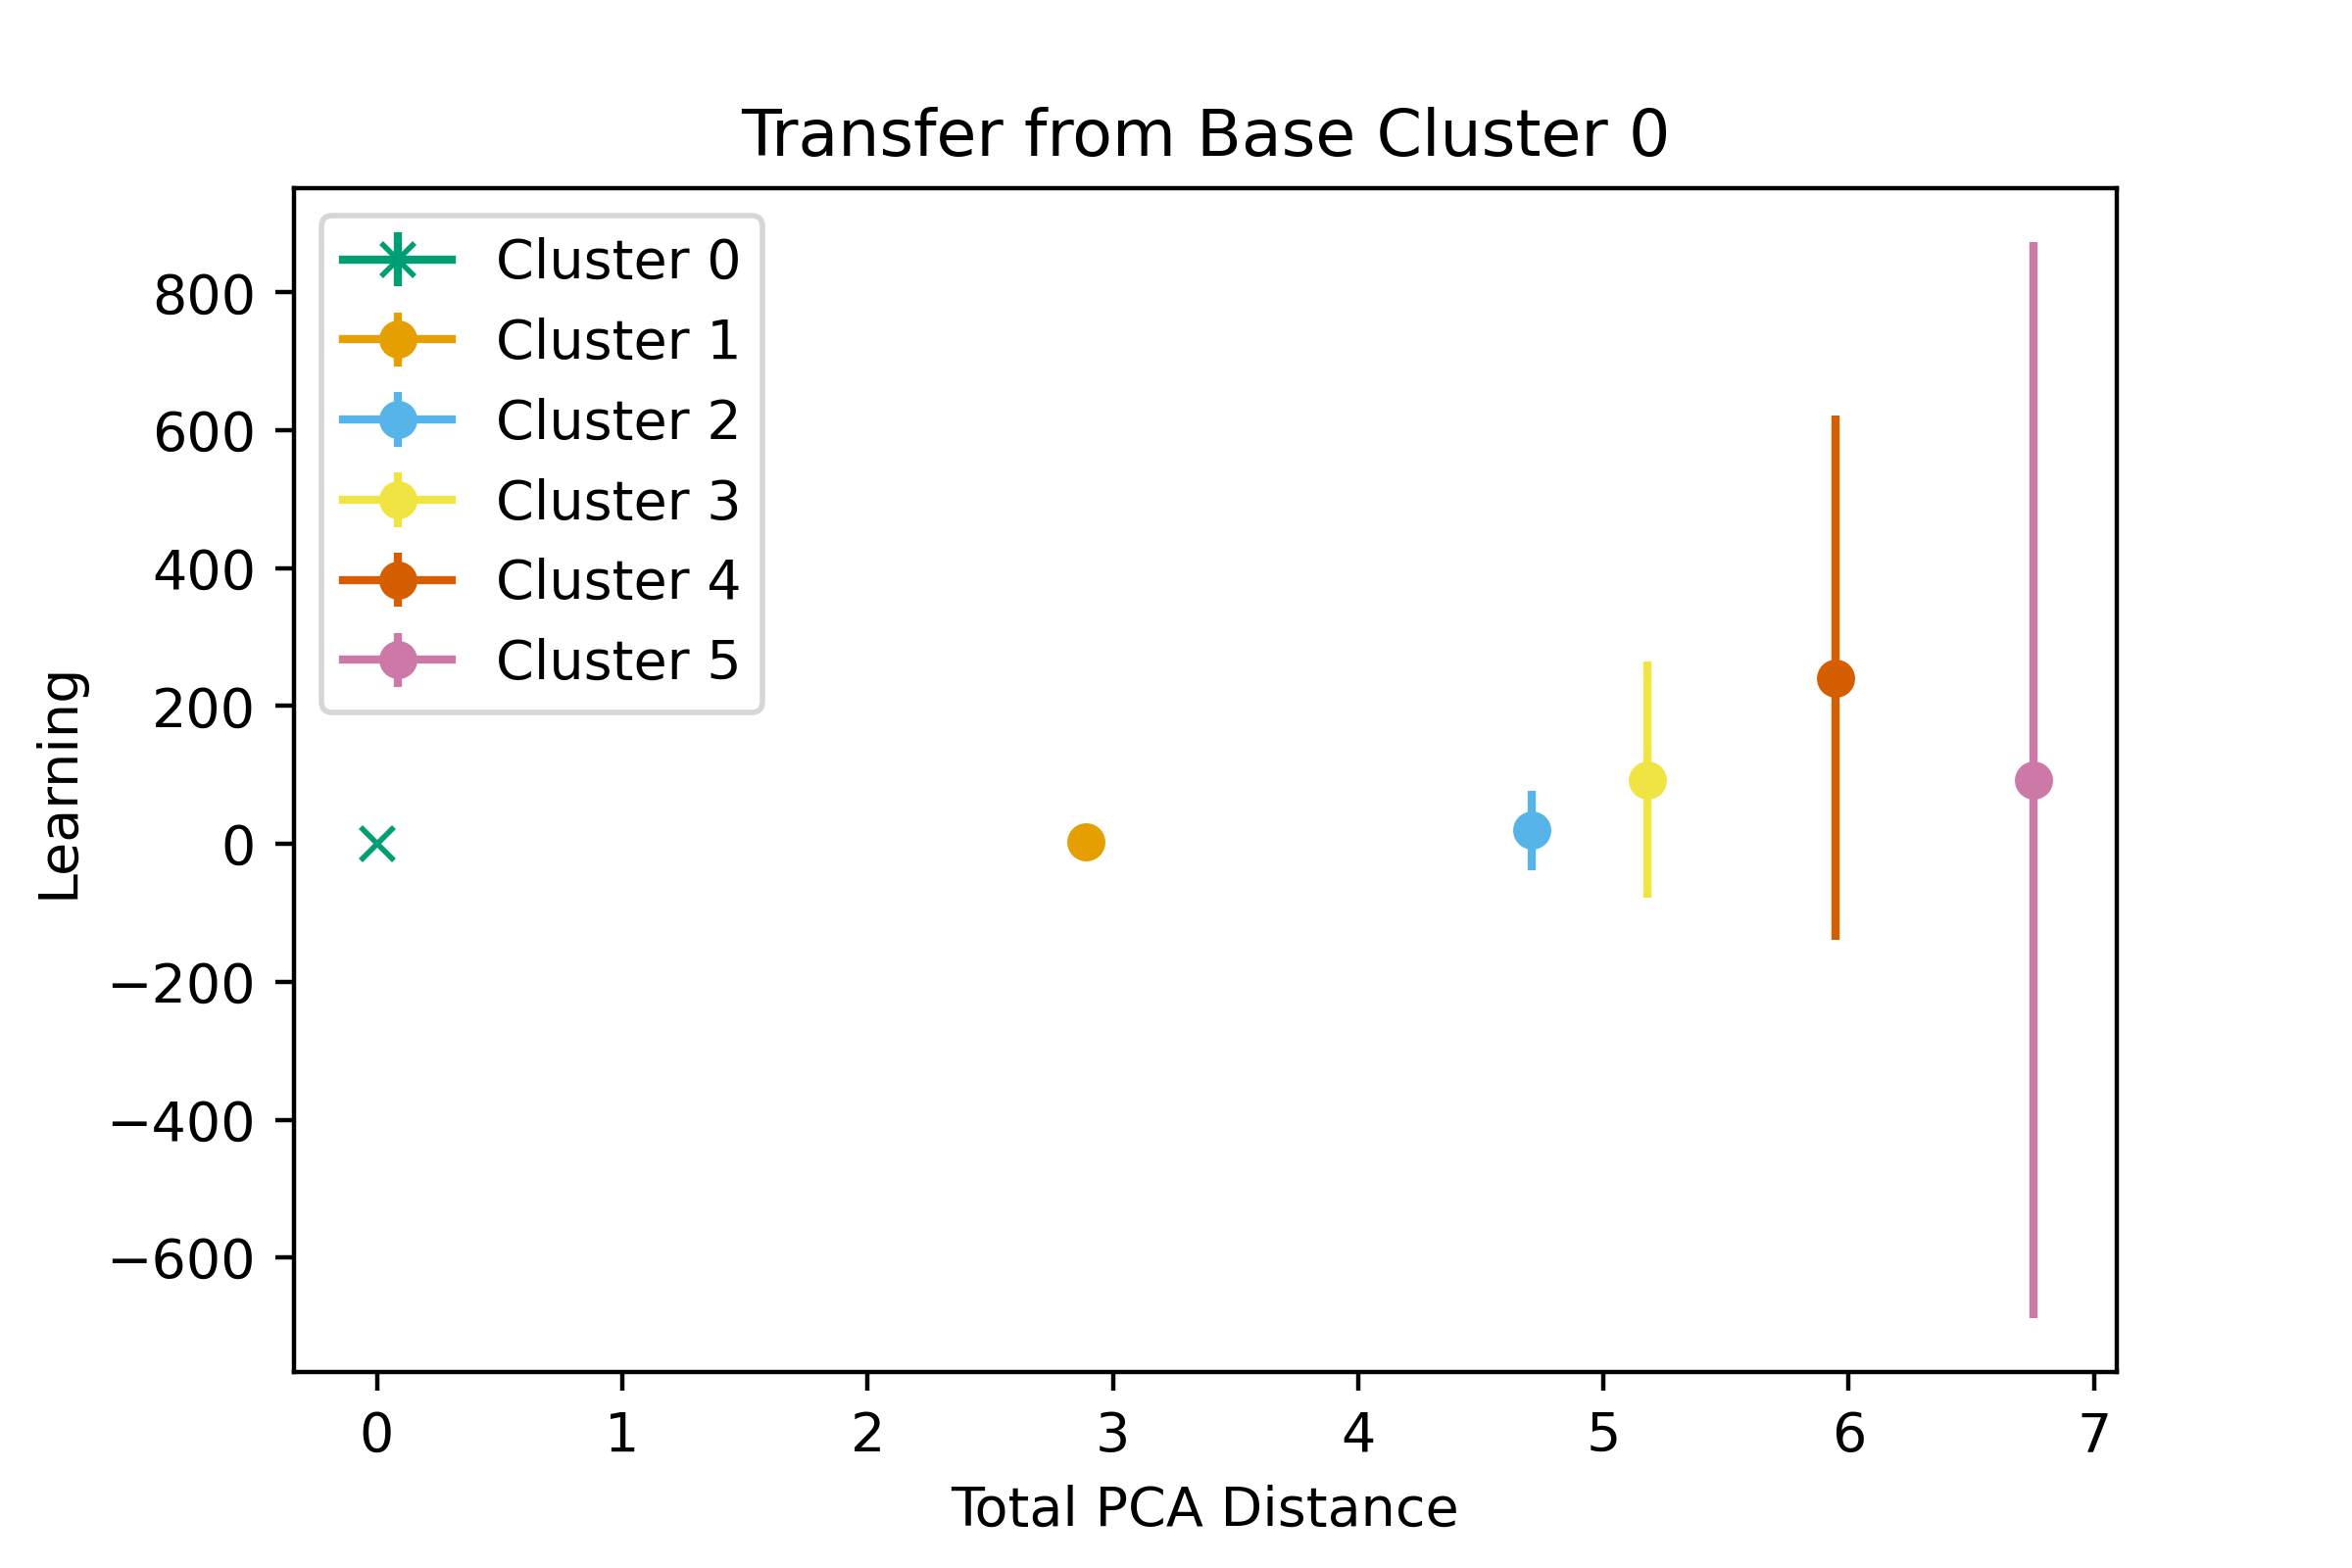 Transfer from Base Cluster 0
Cluster 0
Cluster 1
Cluster 2
Cluster 3
Cluster 4
Cluster 5
800
600
400
200
0
−200
−400
−600
Learning
0 1 2 3 4 5 6 7
Total PCA Distance